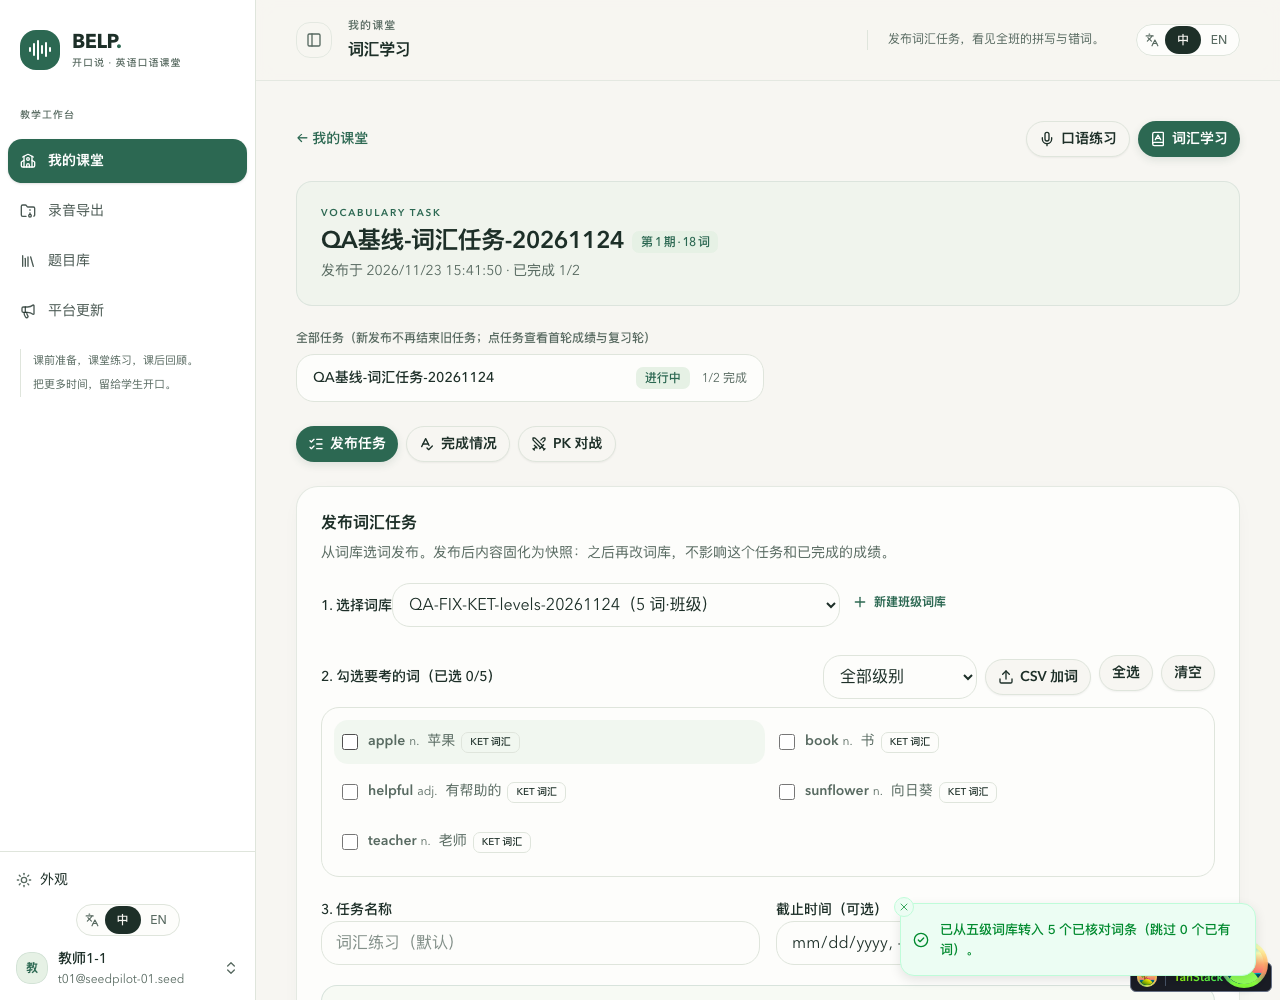 BELP.
开口说 · 英语口语课堂
教学工作台
我的课堂
录音导出
题目库
平台更新
课前准备，课堂练习，课后回顾。
把更多时间，留给学生开口。
外观
中 EN
教 教师1-1
t01@seedpilot-01.seed
我的课堂
词汇学习
发布词汇任务，看见全班的拼写与错词。
中 EN
← 我的课堂
口语练习 词汇学习
VOCABULARY TASK
QA基线-词汇任务-20261124 第 1 期·18 词
发布于 2026/11/23 15:41:50 · 已完成 1/2
全部任务（新发布不再结束旧任务；点任务查看首轮成绩与复习轮）
QA基线-词汇任务-20261124 进行中 1/2 完成
发布任务 完成情况 PK 对战
发布词汇任务
从词库选词发布。发布后内容固化为快照：之后再改词库，不影响这个任务和已完成的成绩。
1. 选择词库 QA-FIX-KET-levels-20261124（5 词·班级） 新建班级词库
2. 勾选要考的词（已选 0/5） 全部级别 CSV 加词 全选 清空
apple n. 苹果 KET 词汇 book n. 书 KET 词汇
helpful adj. 有帮助的 KET 词汇 sunflower n. 向日葵 KET 词汇
teacher n. 老师 KET 词汇
3. 任务名称 截止时间（可选）
词汇练习（默认） mm/dd/yyyy,
已从五级词库转入 5 个已核对词条（跳过 0 个已有
词）。
TanStack